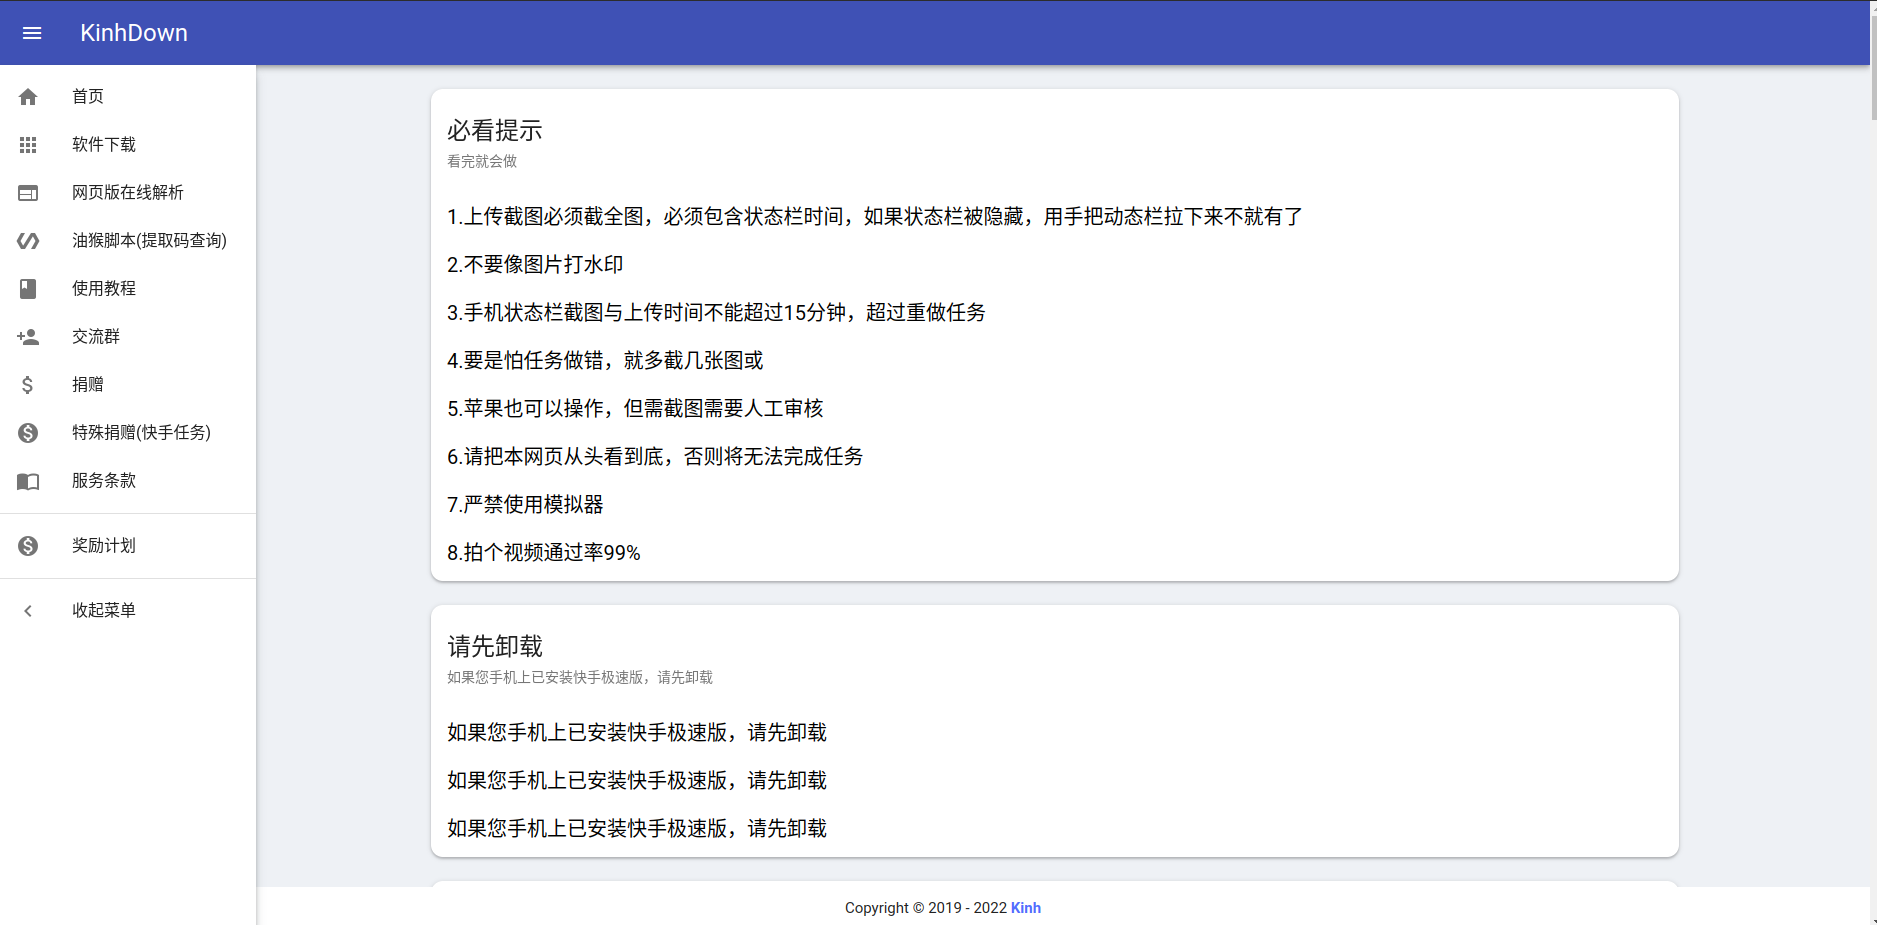 KinhDown
首页
软件下载
网页版在线解析
油猴脚本(提取码查询)
使用教程
交流群
捐赠
特殊捐赠(快手任务)
服务条款
奖励计划
收起菜单
必看提示
看完就会做
1.上传截图必须截全图，必须包含状态栏时间，如果状态栏被隐藏，用手把动态栏拉下来不就有了
2.不要像图片打水印
3.手机状态栏截图与上传时间不能超过15分钟，超过重做任务
4.要是怕任务做错，就多截几张图或
5.苹果也可以操作，但需截图需要人工审核
6.请把本网页从头看到底，否则将无法完成任务
7.严禁使用模拟器
8.拍个视频通过率99%
请先卸载
如果您手机上已安装快手极速版，请先卸载
如果您手机上已安装快手极速版，请先卸载
如果您手机上已安装快手极速版，请先卸载
如果您手机上已安装快手极速版，请先卸载
Copyright © 2019 - 2022 Kinh